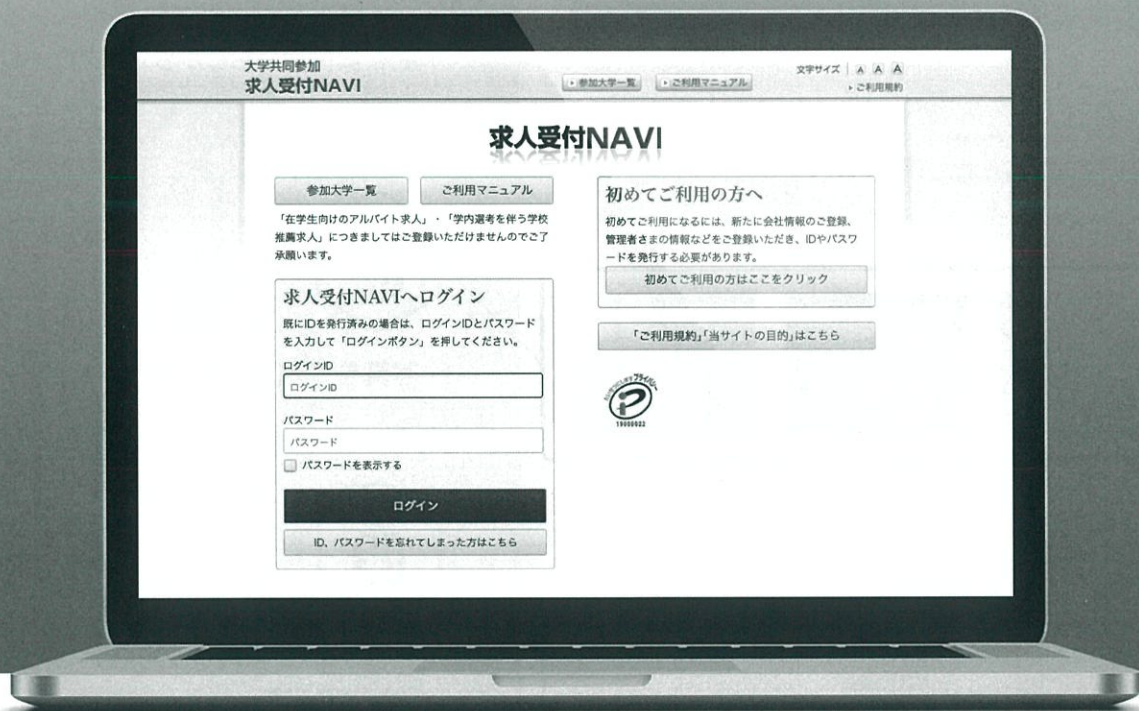 大学共同参加
求人受付NAVI
参加大学一覧
ご利用マニュアル
文字サイズ A A A
ご利用規約
求人受付NAVI
参加大学一覧
ご利用マニュアル
「在学生向けのアルバイト求人」・「学内選考を伴う学校
推薦求人」につきましてはご登録いただけませんのでご了
承願います。
求人受付NAVIへログイン
既にIDを発行済みの場合は、ログインIDとパスワード
を入力して「ログインボタン」を押してください。
ログインID
ログインID
パスワード
パスワード
パスワードを表示する
ログイン
ID、パスワードを忘れてしまった方はこちら
初めてご利用の方へ
初めてご利用になるには、新たに会社情報のご登録、
管理者さまの情報などをご登録いただき、IDやパスワ
ードを発行する必要があります。
初めてご利用の方はここをクリック
「ご利用規約」「当サイトの目的」はこちら
プライバシー